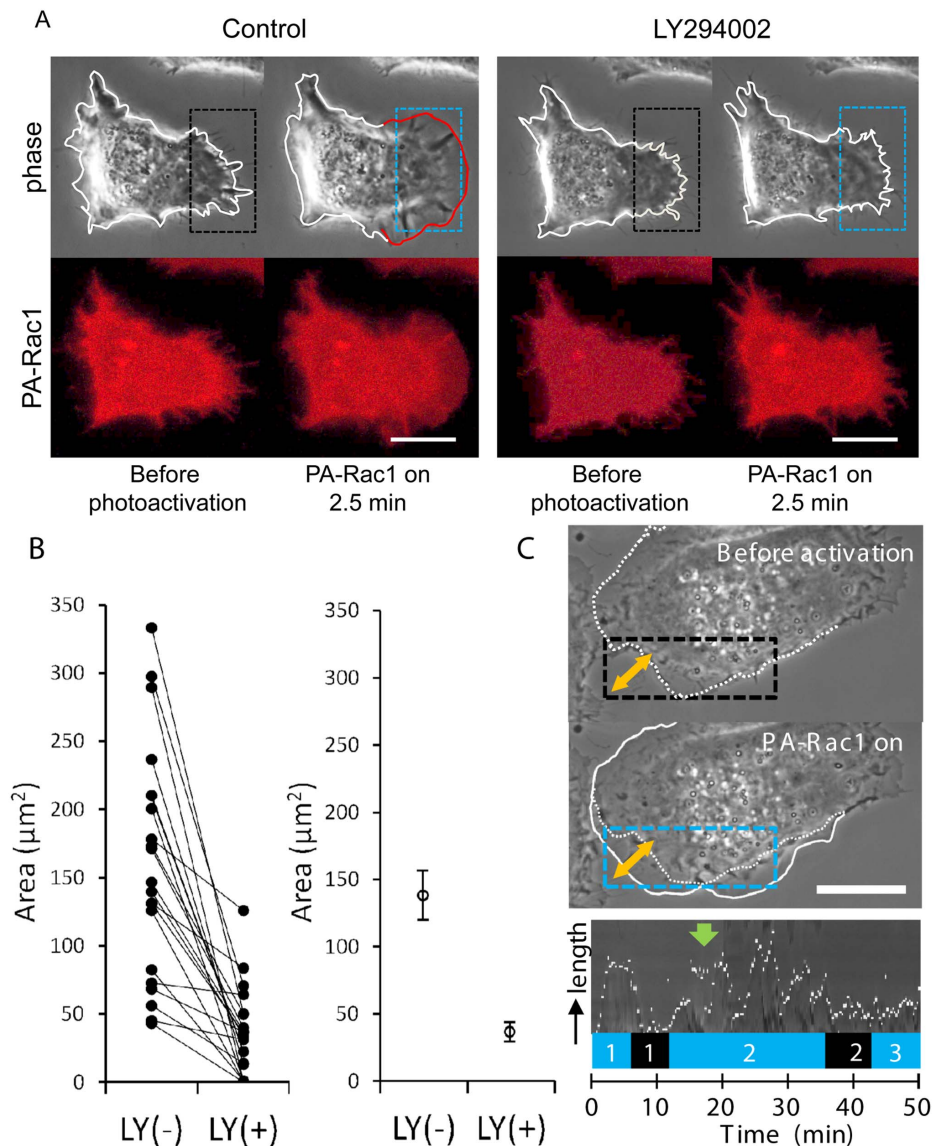 A
Control
LY294002
phase
PA-Rac1
Before
photoactivation
PA-Rac1 on
2.5 min
Before
photoactivation
PA-Rac1 on
2.5 min
B
Area (µm²)
350
300
250
200
150
100
50
0
LY(-)
LY(+)
Area (µm²)
350
300
250
200
150
100
50
0
LY(-)
LY(+)
C
Before activation
PA-Rac1 on
length
1
1
2
2
3
0
10
20
30
40
50
Time (min)